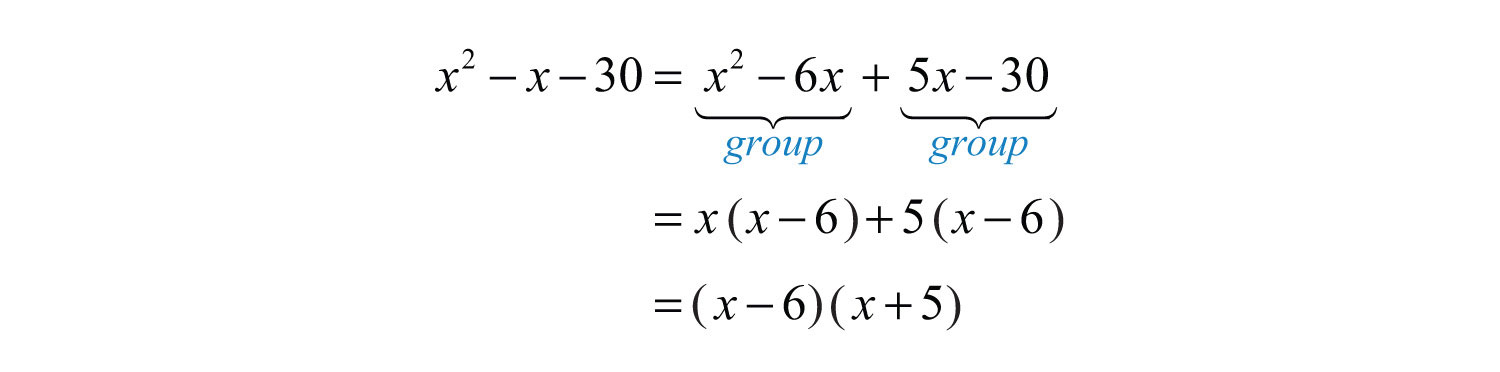 x² − x − 30 = x² − 6x + 5x − 30
group group
= x(x − 6) + 5(x − 6)
= (x − 6)(x + 5)